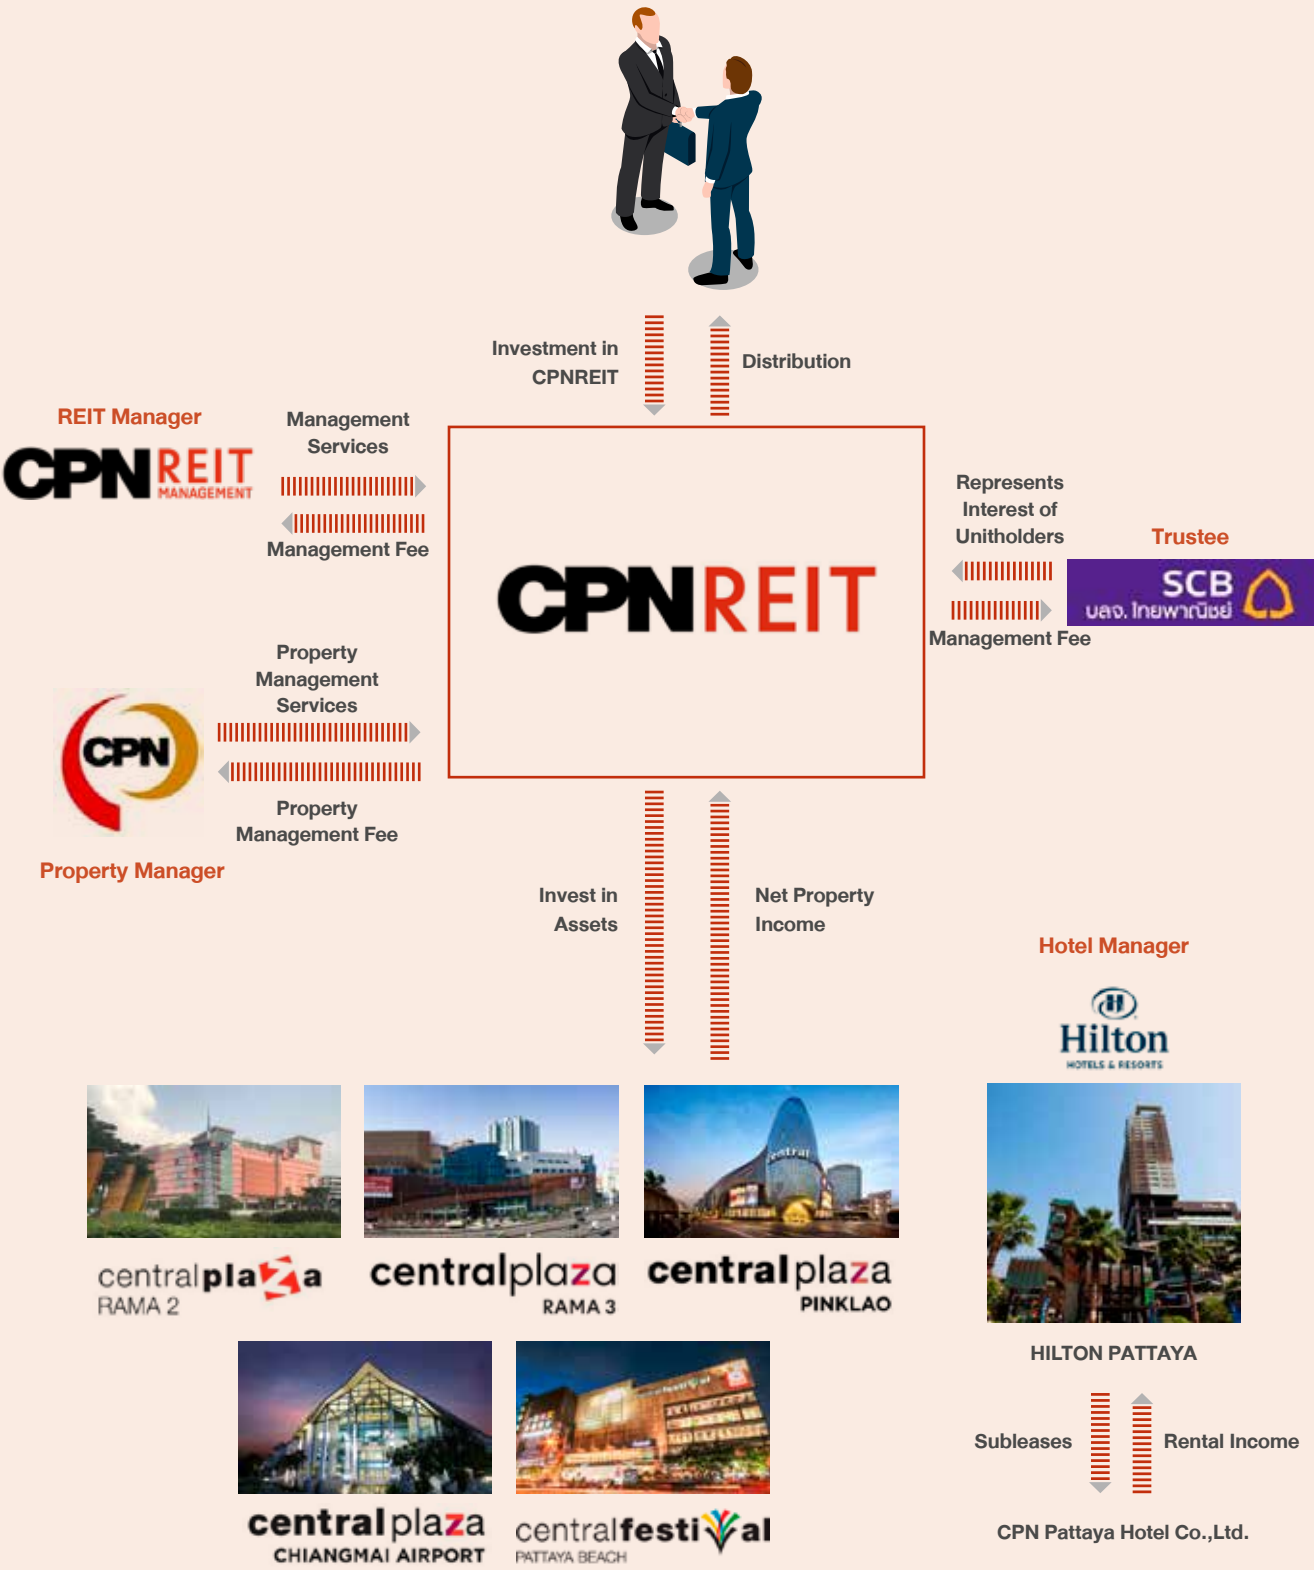 Investment in
CPNREIT
Distribution
REIT Manager
CPN REIT
MANAGEMENT
Management
Services
Management Fee
CPNREIT
Represents
Interest of
Unitholders
Management Fee
Trustee
SCB
บลจ. ไทยพาณิชย์
Property
Management
Services
CPN
Property
Management Fee
Property Manager
Invest in
Assets
Net Property
Income
Hotel Manager
H
Hilton
HOTELS & RESORTS
central
centralplaza
RAMA 2
centralplaza
RAMA 3
centralplaza
PINKLAO
HILTON PATTAYA
Subleases
Rental Income
CPN Pattaya Hotel Co.,Ltd.
centralplaza
CHIANGMAI AIRPORT
centralfestival
PATTAYA BEACH